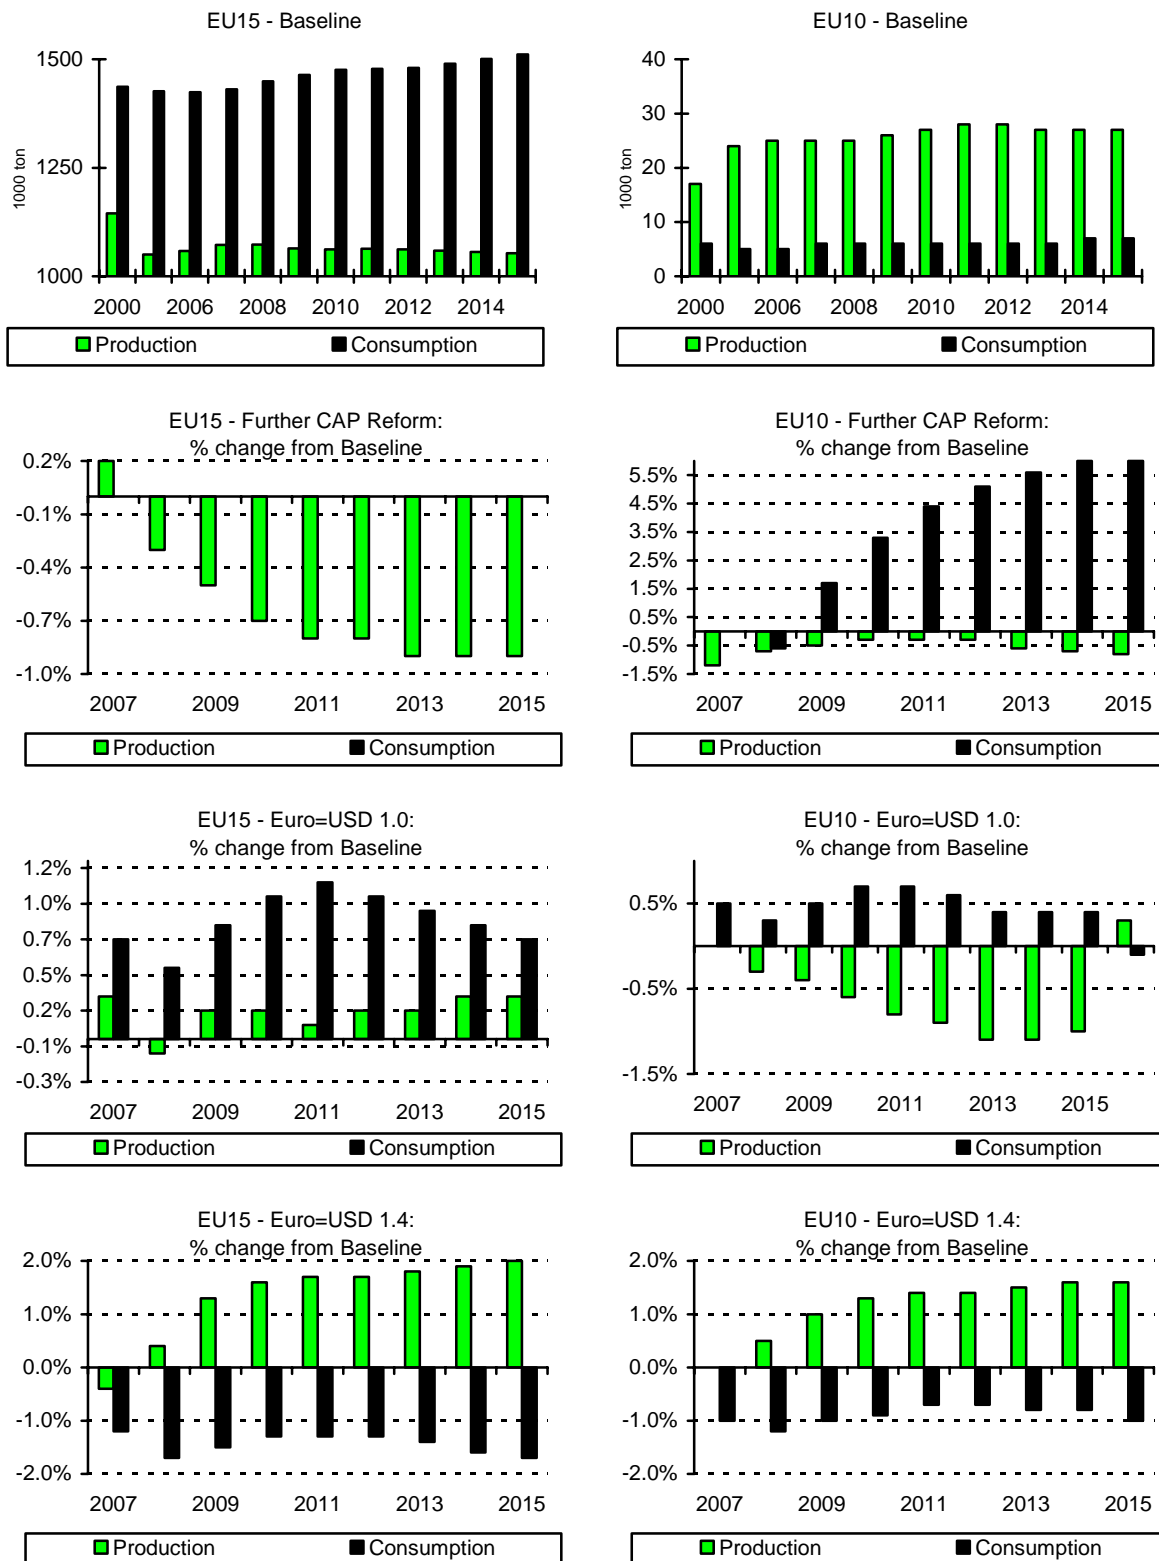 EU15 - Baseline
1500
1250
1000
1000 ton
2000 2006 2008 2010 2012 2014
Production Consumption
EU10 - Baseline
40
30
20
10
0
1000 ton
2000 2006 2008 2010 2012 2014
Production Consumption
EU15 - Further CAP Reform:
% change from Baseline
0.2%
-0.1%
-0.4%
-0.7%
-1.0%
2007 2009 2011 2013 2015
Production Consumption
EU10 - Further CAP Reform:
% change from Baseline
5.5%
4.5%
3.5%
2.5%
1.5%
0.5%
-0.5%
-1.5%
2007 2009 2011 2013 2015
Production Consumption
EU15 - Euro=USD 1.0:
% change from Baseline
1.2%
1.0%
0.7%
0.5%
0.2%
-0.1%
-0.3%
2007 2009 2011 2013 2015
Production Consumption
EU10 - Euro=USD 1.0:
% change from Baseline
0.5%
-0.5%
-1.5%
2007 2009 2011 2013 2015
Production Consumption
EU15 - Euro=USD 1.4:
% change from Baseline
2.0%
1.0%
0.0%
-1.0%
-2.0%
2007 2009 2011 2013 2015
Production Consumption
EU10 - Euro=USD 1.4:
% change from Baseline
2.0%
1.0%
0.0%
-1.0%
-2.0%
2007 2009 2011 2013 2015
Production Consumption